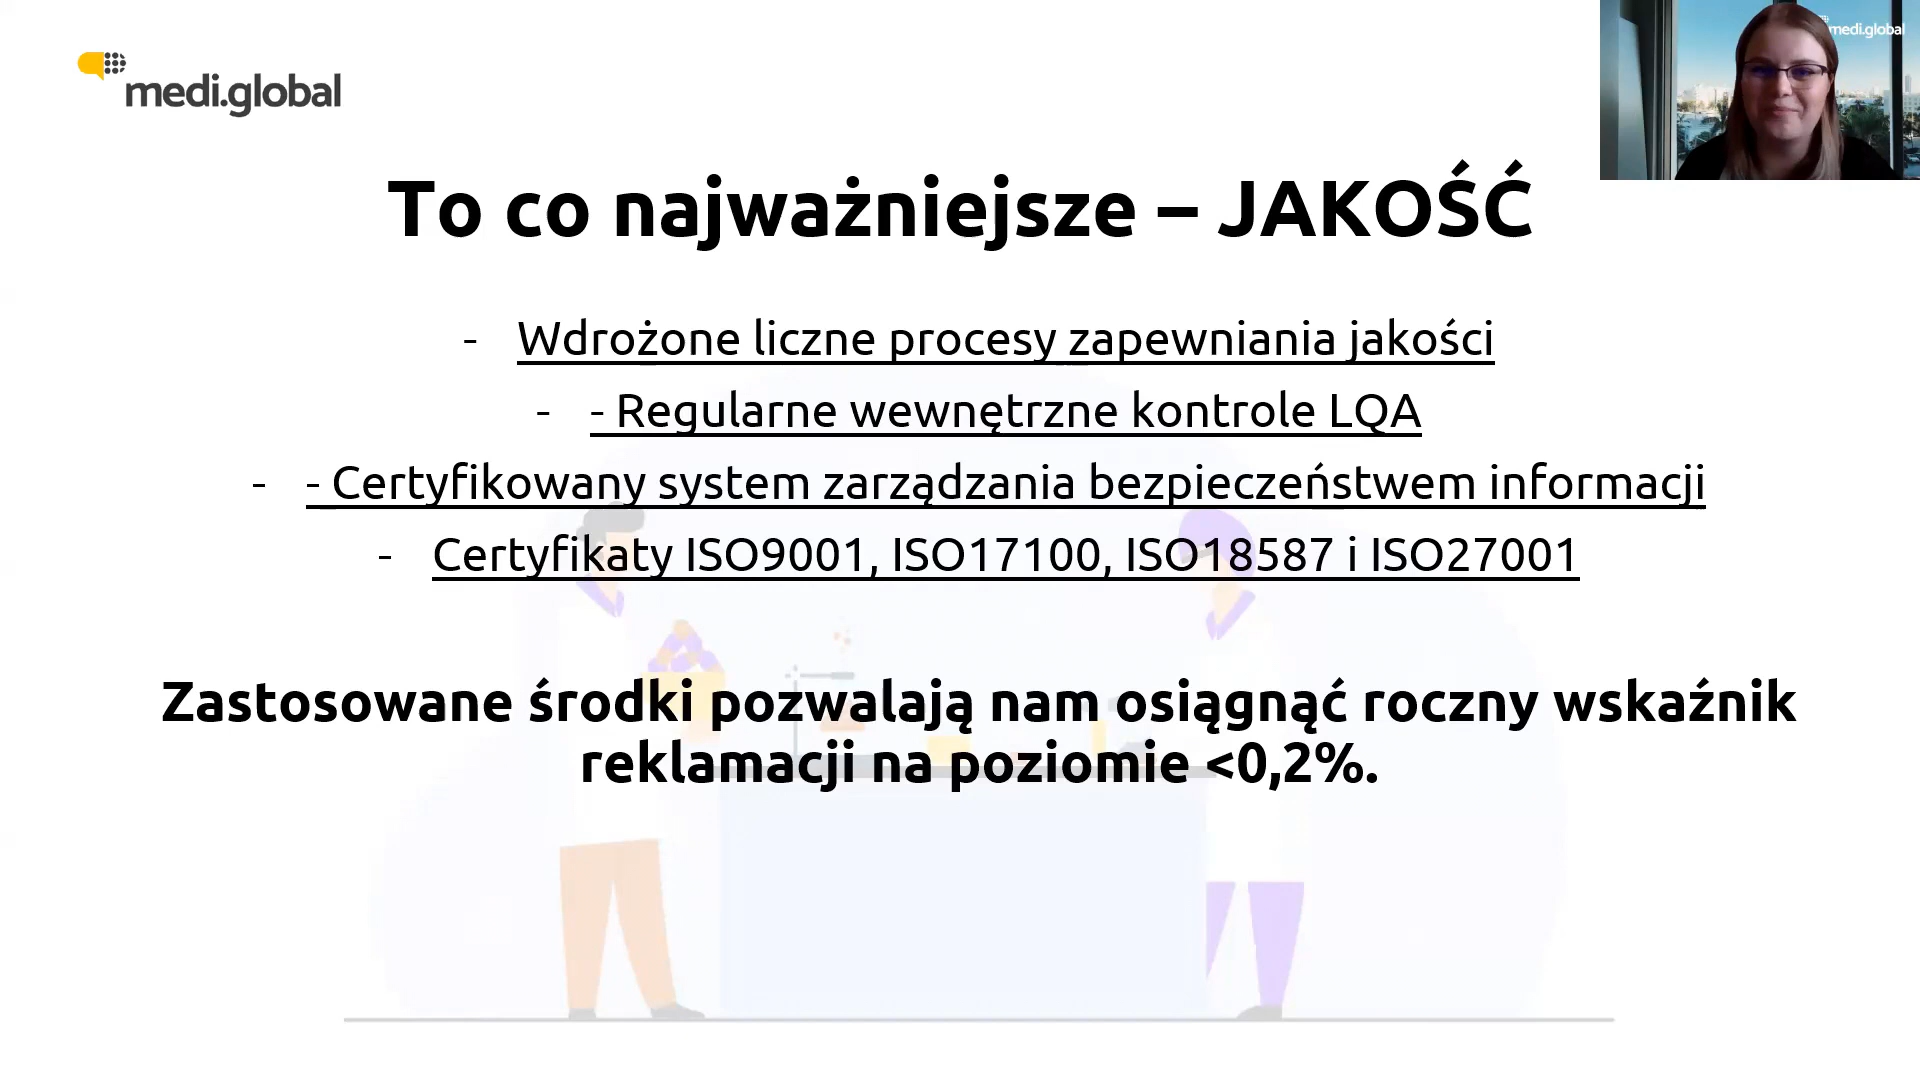 medi.global
medi.global
To co najważniejsze – JAKOŚĆ
- Wdrożone liczne procesy zapewniania jakości
- - Regularne wewnętrzne kontrole LQA
- - Certyfikowany system zarządzania bezpieczeństwem informacji
- Certyfikaty ISO9001, ISO17100, ISO18587 i ISO27001
Zastosowane środki pozwalają nam osiągnąć roczny wskaźnik
reklamacji na poziomie <0,2%.